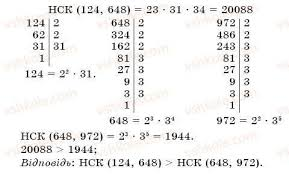 НСК (124, 648) = 23 · 31 · 34 = 20088
124 2 648 2 972 2
62 2 324 2 486 2
31 31 162 2 243 3
1 81 3 81 3
124 = 2² · 31. 27 3 27 3
9 3 9 3
3 3 3 3
1 1
648 = 2³ · 3⁴ 972 = 2² · 3⁵
НСК (648, 972) = 2³ · 3⁵ = 1944.
20088 > 1944;
Відповідь: НСК (124, 648) > НСК (648, 972).